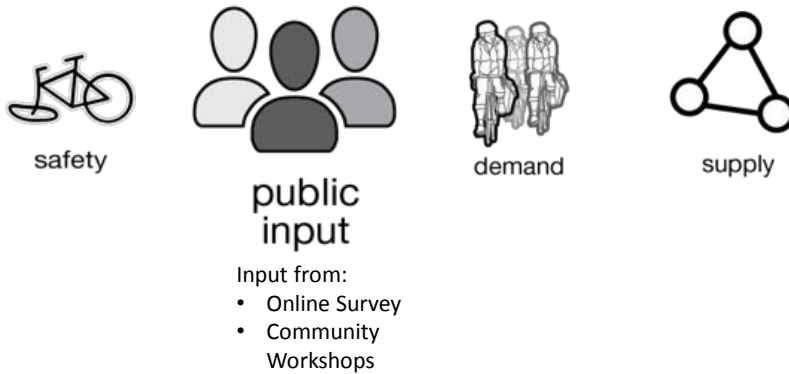 safety
public
input
demand
supply
Input from:
• Online Survey
• Community
Workshops